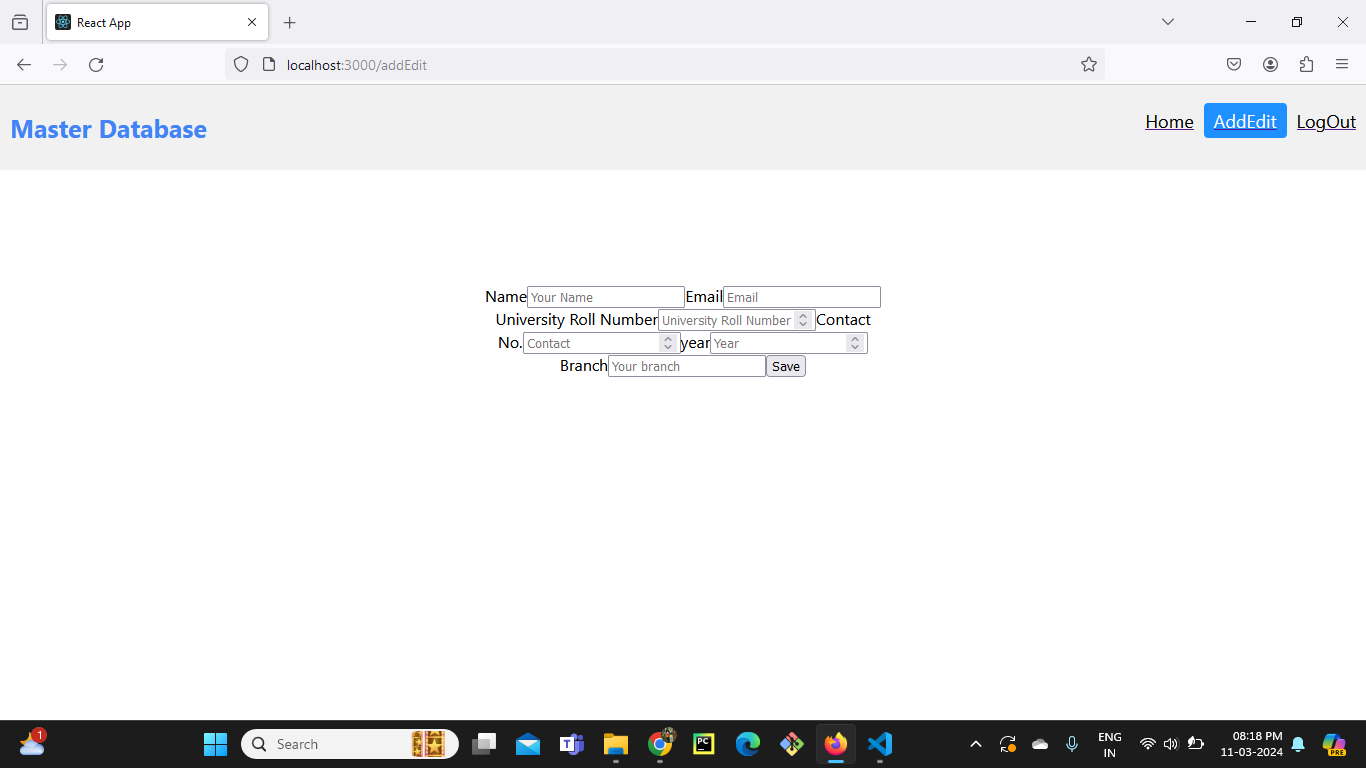 React App
localhost:3000/addEdit
Master Database
Home AddEdit LogOut
Name Your Name Email Email
University Roll Number University Roll Number Contact
No. Contact year Year
Branch Your branch Save
1
Search
PC
ENG
IN
08:18 PM
11-03-2024
PRE